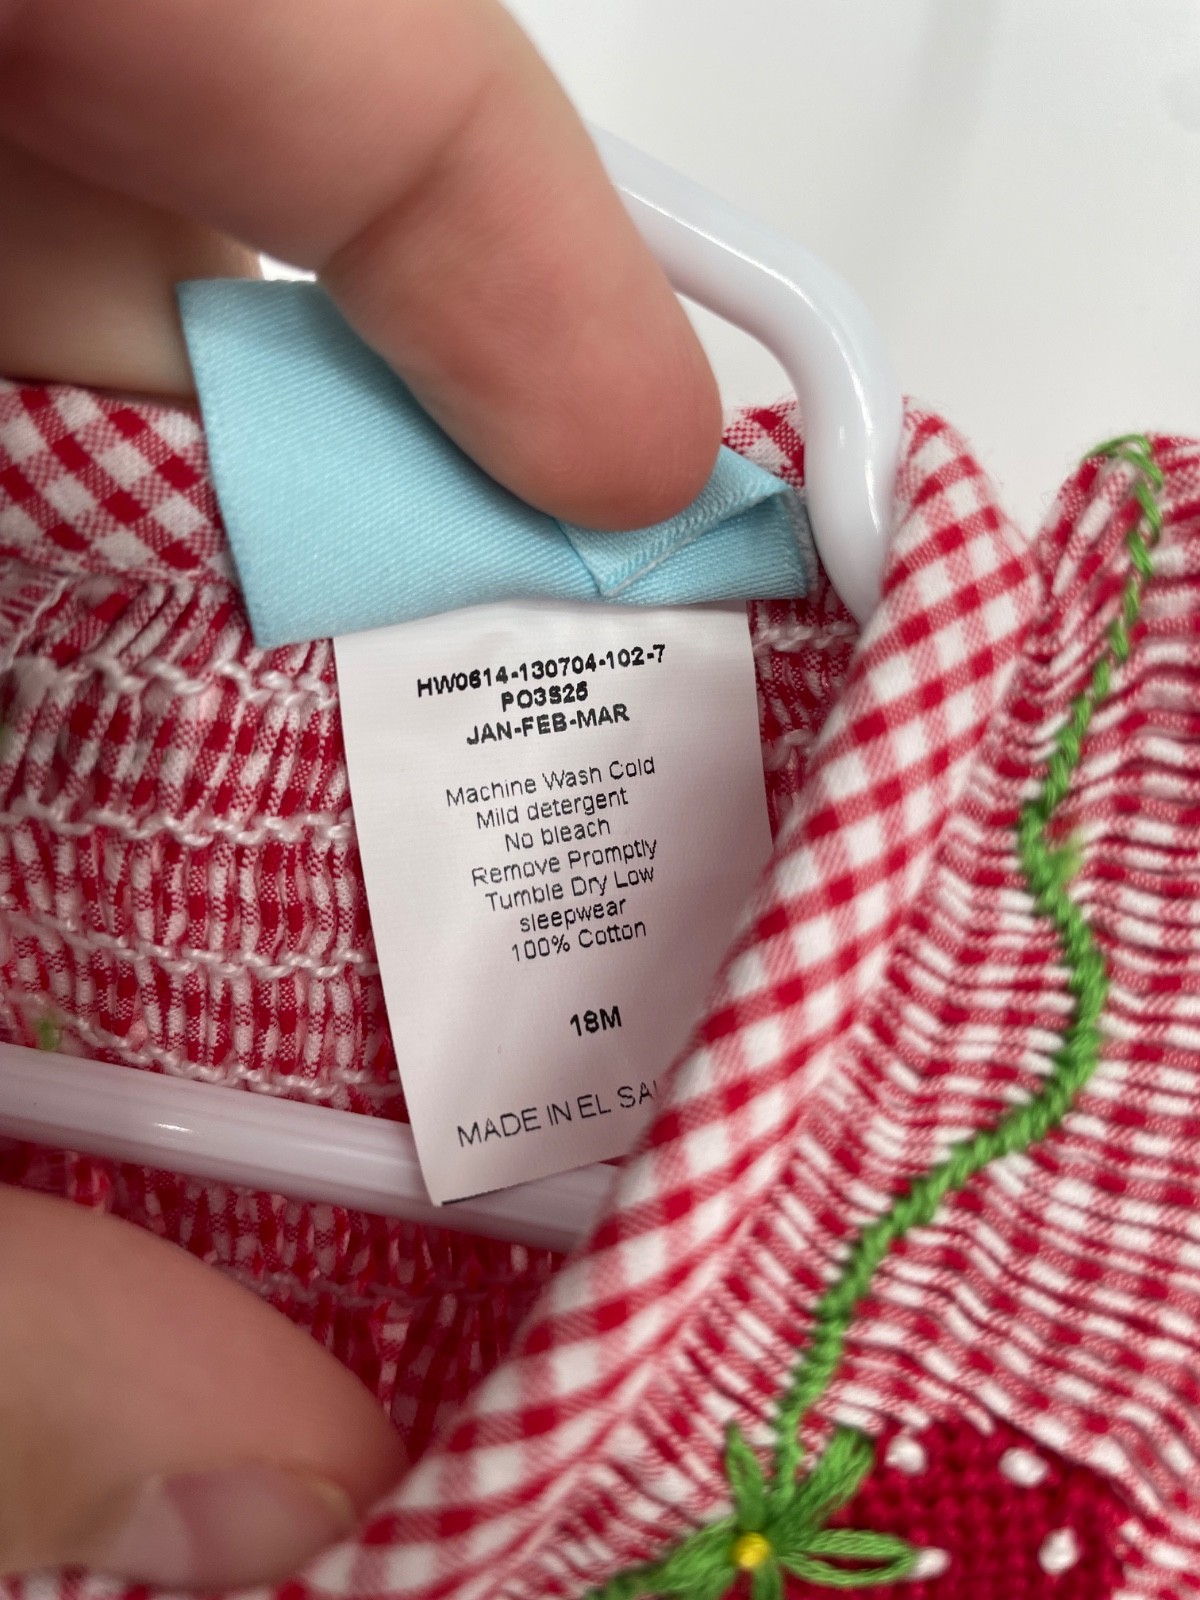 HW0614-130704-102-7
PO3S25
JAN-FEB-MAR
Machine Wash Cold
Mild detergent
No bleach
Remove Promptly
Tumble Dry Low
sleepwear
100% Cotton
18M
MADE IN EL